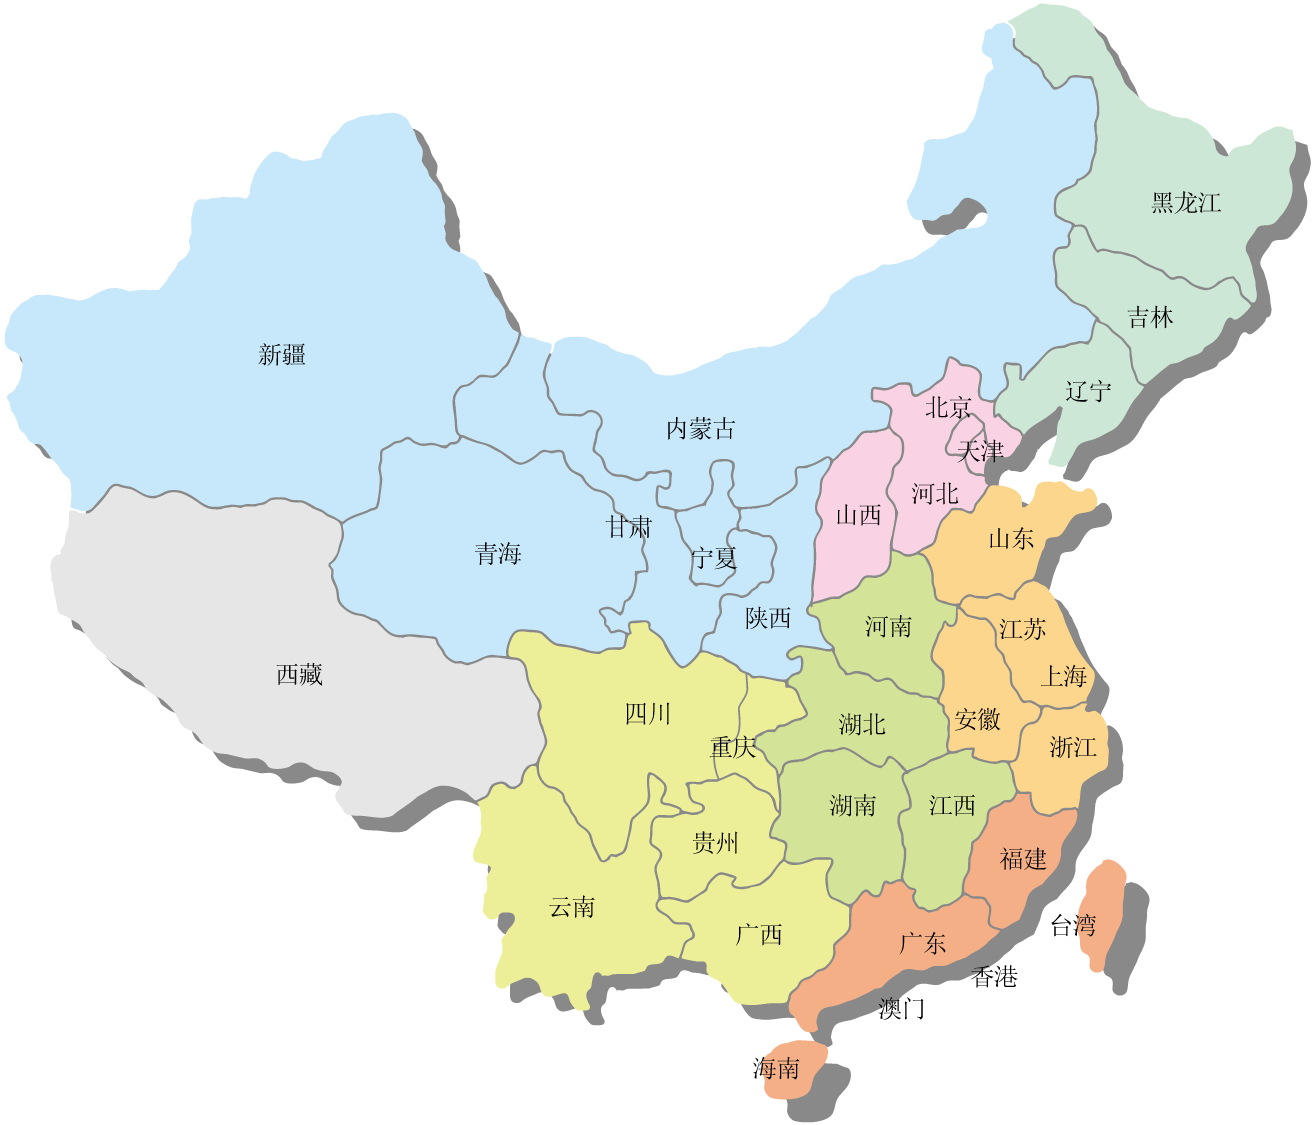 黑龙江
吉林
新疆
辽宁
北京
内蒙古
天津
河北
山西
甘肃
山东
青海
宁夏
陕西
河南
江苏
西藏
上海
四川
安徽
湖北
重庆
浙江
湖南
江西
贵州
福建
云南
台湾
广西
广东
香港
澳门
海南